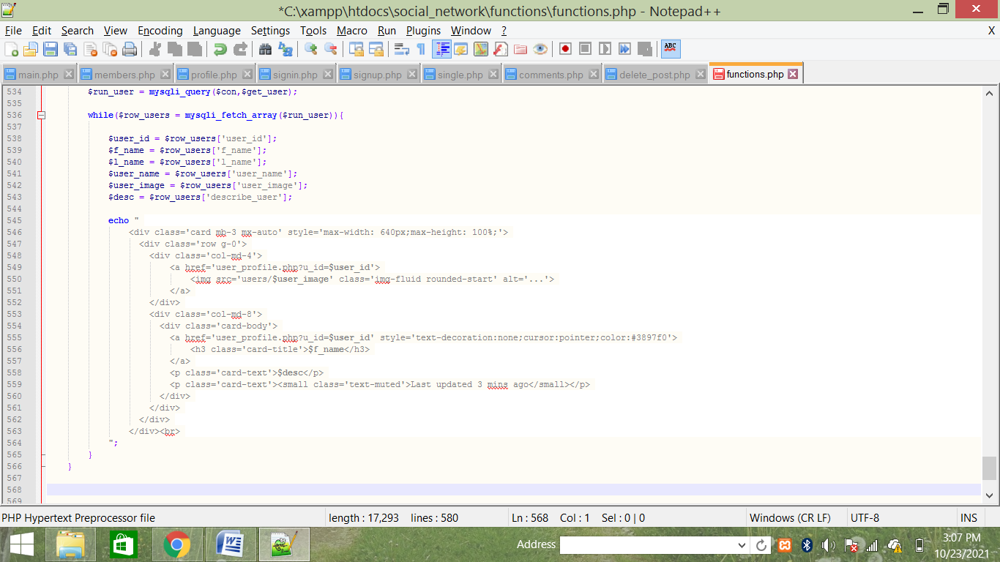 *C:\xampp\htdocs\social_network\functions\functions.php - Notepad++
File Edit Search View Encoding Language Settings Tools Macro Run Plugins Window ? X
ABC
main.php members.php profile.php signin.php signup.php single.php comments.php delete_post.php functions.php
534 $run_user = mysqli_query($con,$get_user);
535
536 while($row_users = mysqli_fetch_array($run_user)){
537
538 $user_id = $row_users['user_id'];
539 $f_name = $row_users['f_name'];
540 $l_name = $row_users['l_name'];
541 $user_name = $row_users['user_name'];
542 $user_image = $row_users['user_image'];
543 $desc = $row_users['describe_user'];
544
545 echo "
546 <div class='card mb-3 mx-auto' style='max-width: 640px;max-height: 100%;'>
547 <div class='row g-0'>
548 <div class='col-md-4'>
549 <a href='user_profile.php?u_id=$user_id'>
550 <img src='users/$user_image' class='img-fluid rounded-start' alt='...'>
551 </a>
552 </div>
553 <div class='col-md-8'>
554 <div class='card-body'>
555 <a href='user_profile.php?u_id=$user_id' style='text-decoration:none;cursor:pointer;color:#3897f0'>
556 <h3 class='card-title'>$f_name</h3>
557 </a>
558 <p class='card-text'>$desc</p>
559 <p class='card-text'><small class='text-muted'>Last updated 3 mins ago</small></p>
560 </div>
561 </div>
562 </div>
563 </div><br>
564 ";
565 }
566 }
567
568
569
PHP Hypertext Preprocessor file length : 17,293 lines : 580 Ln : 568 Col : 1 Sel : 0 | 0 Windows (CR LF) UTF-8 INS
Address
3:07 PM
10/23/2021